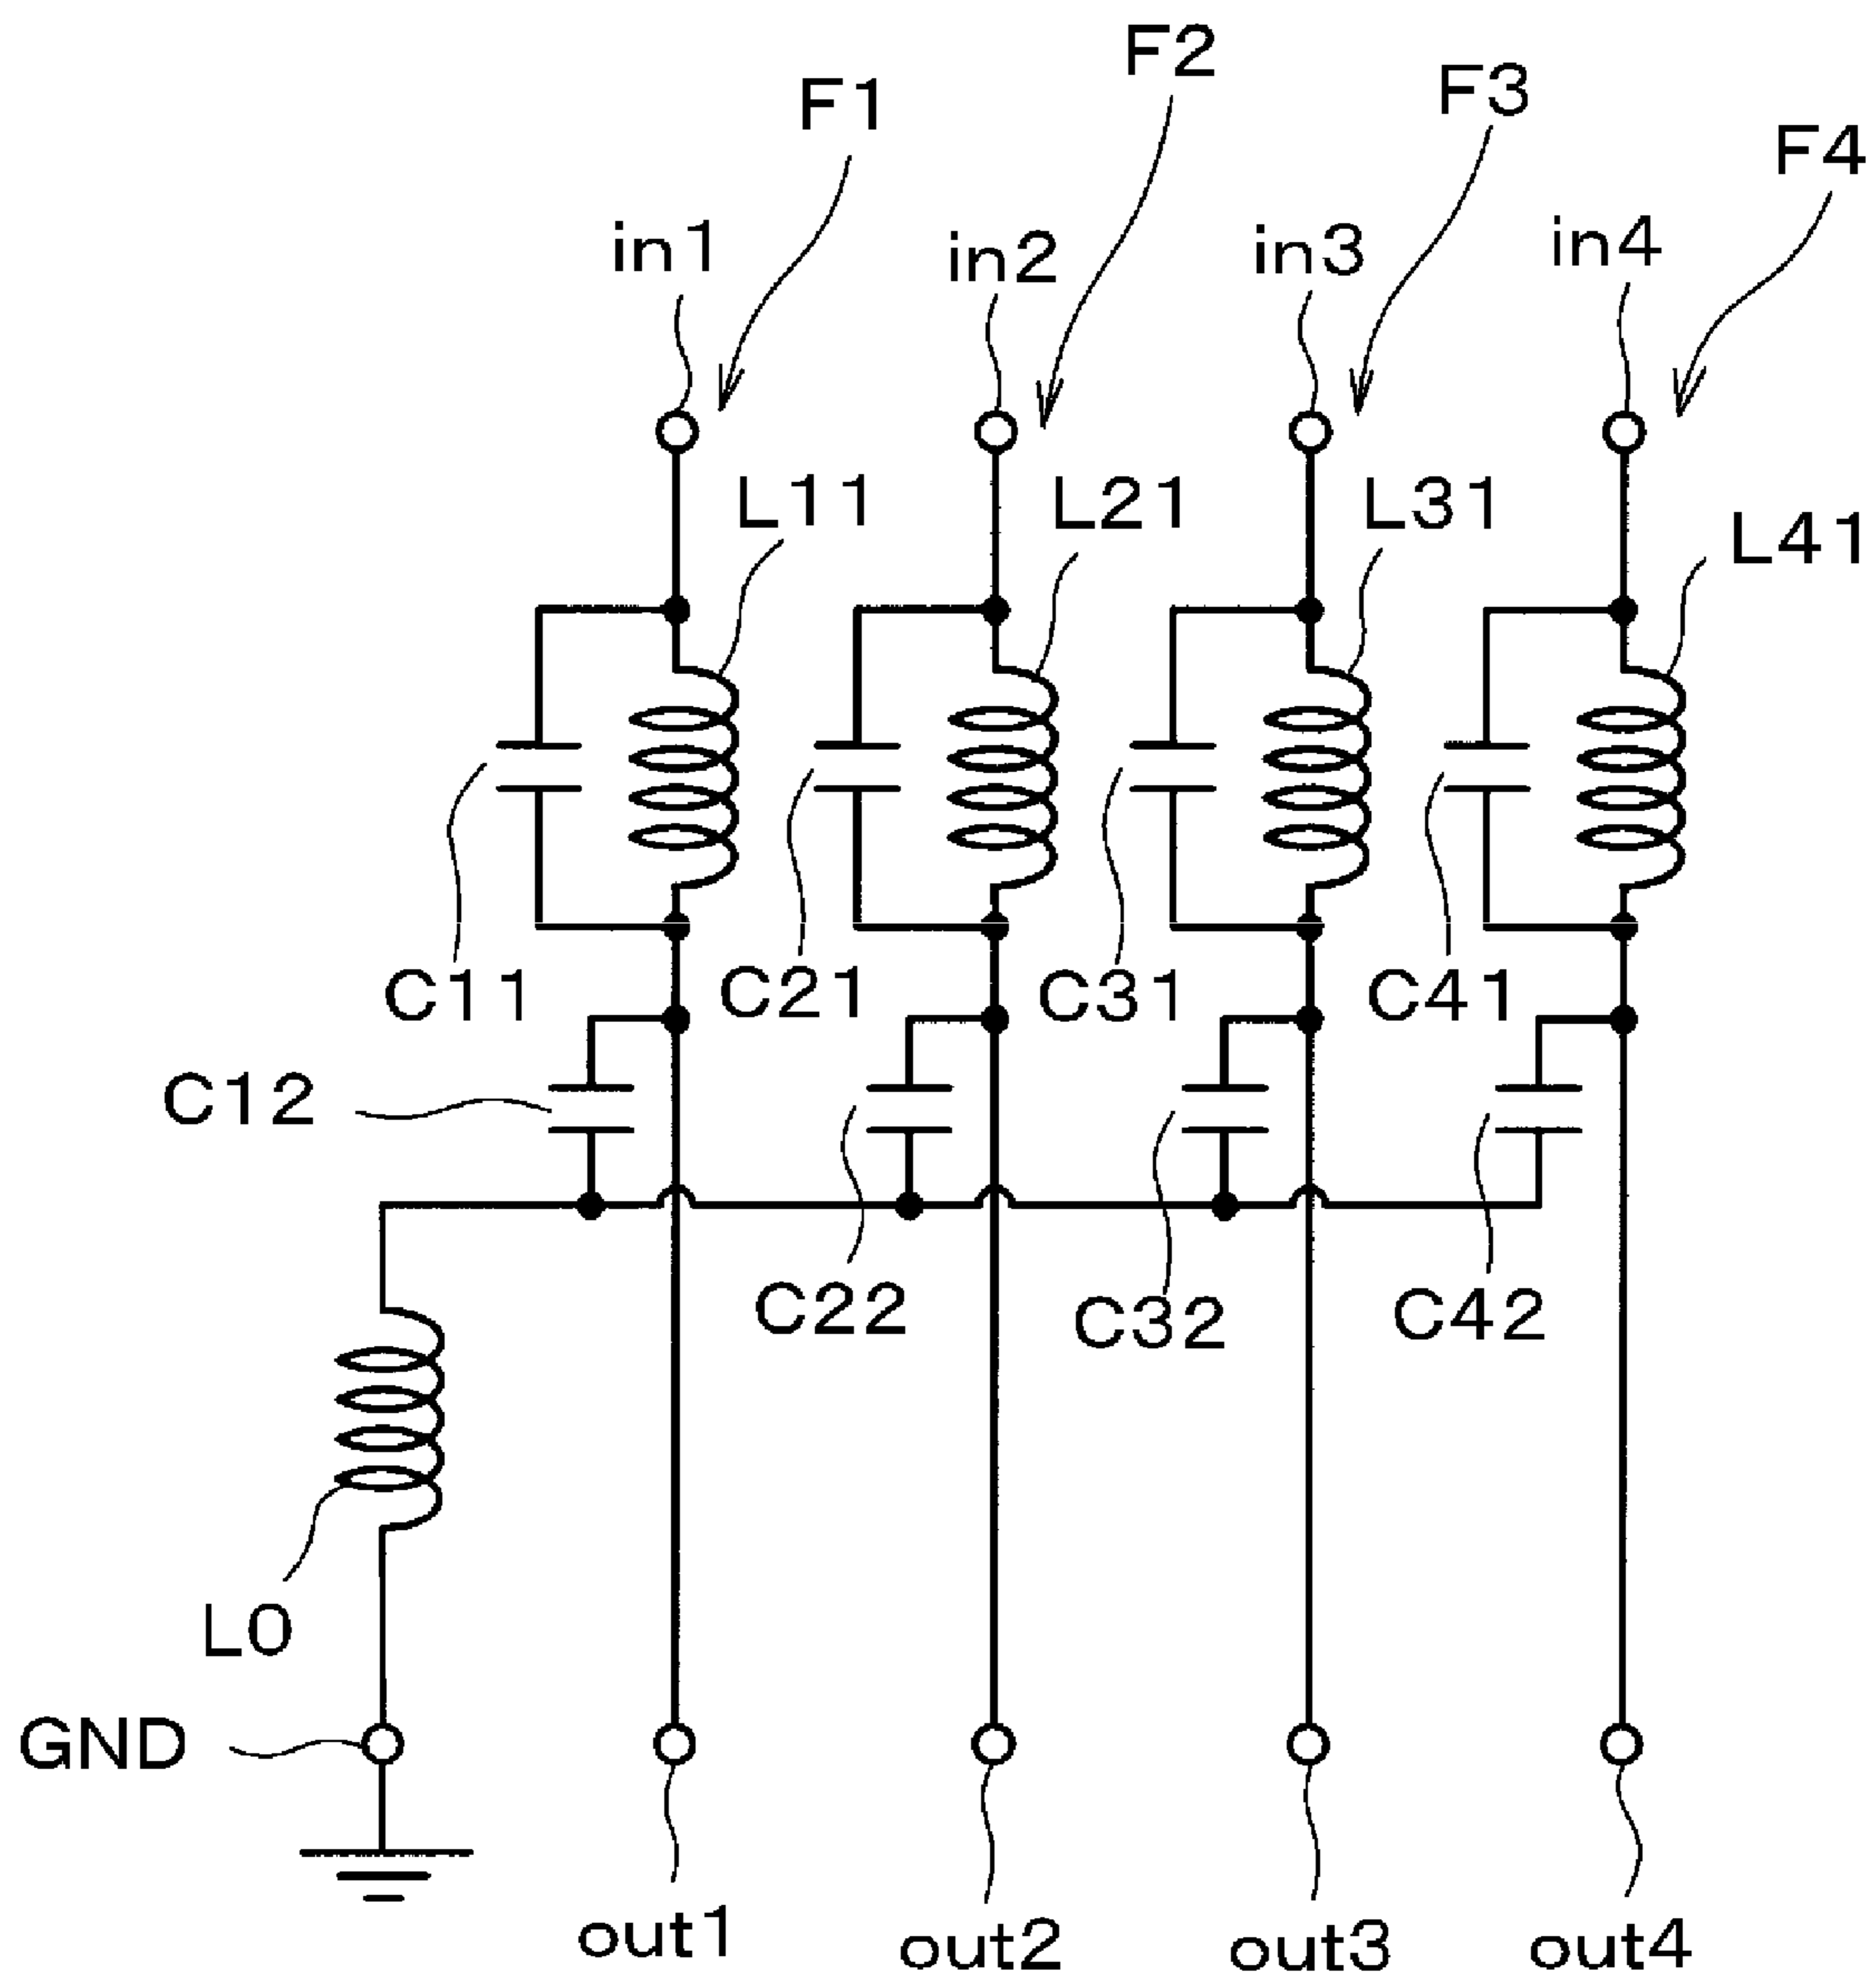 F1
F2
F3
F4
in1
in2
in3
in4
L11
L21
L31
L41
C11
C21
C31
C41
C12
C22
C32
C42
L0
GND
out1
out2
out3
out4